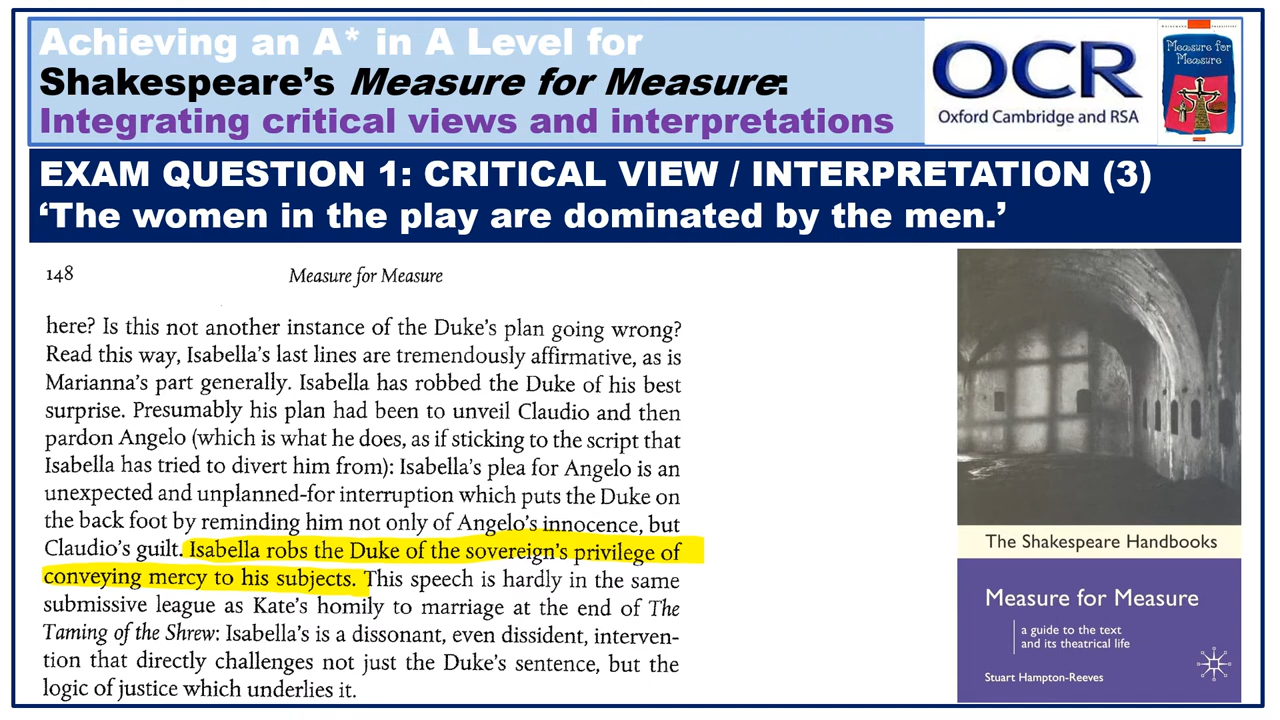 Achieving an A* in A Level for
Shakespeare's Measure for Measure:
Integrating critical views and interpretations
OCR
Oxford Cambridge and RSA
Measure for
Measure
EXAM QUESTION 1: CRITICAL VIEW / INTERPRETATION (3)
‘The women in the play are dominated by the men.’
148 Measure for Measure
here? Is this not another instance of the Duke's plan going wrong?
Read this way, Isabella's last lines are tremendously affirmative, as is
Marianna's part generally. Isabella has robbed the Duke of his best
surprise. Presumably his plan had been to unveil Claudio and then
pardon Angelo (which is what he does, as if sticking to the script that
Isabella has tried to divert him from): Isabella's plea for Angelo is an
unexpected and unplanned-for interruption which puts the Duke on
the back foot by reminding him not only of Angelo's innocence, but
Claudio's guilt. Isabella robs the Duke of the sovereign's privilege of
conveying mercy to his subjects. This speech is hardly in the same
submissive league as Kate's homily to marriage at the end of The
Taming of the Shrew: Isabella's is a dissonant, even dissident, interven-
tion that directly challenges not just the Duke's sentence, but the
logic of justice which underlies it.
The Shakespeare Handbooks
Measure for Measure
a guide to the text
and its theatrical life
Stuart Hampton-Reeves